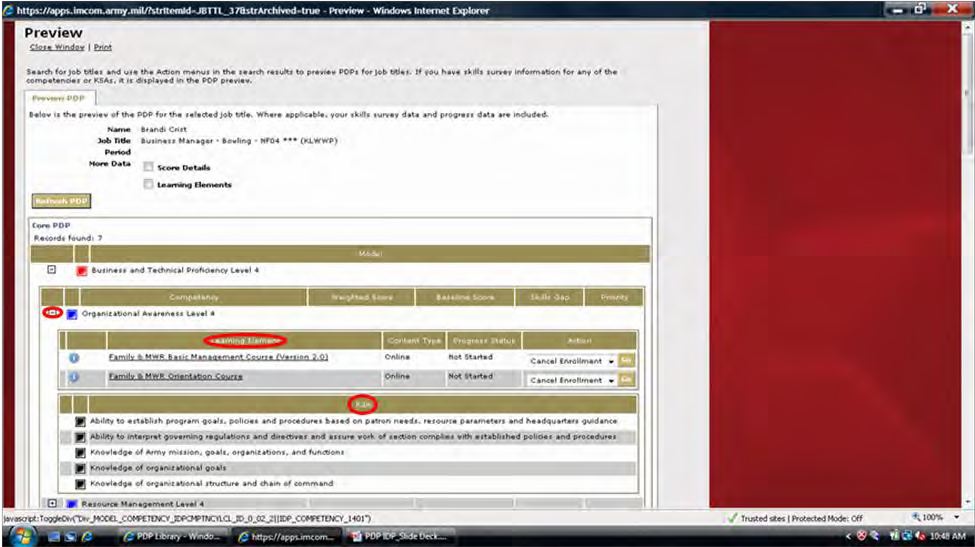 https://apps.imcom.army.mil/?strItemId=JBTTL_37&strArchived=true - Preview - Windows Internet Explorer
Preview
Close Window | Print
Search for job titles and use the Action menus in the search results to preview PDPs for job titles. If you have skills survey information for any of the
competencies or KSAs, it is displayed in the PDP preview.
Preview PDP
Below is the preview of the PDP for the selected job title. Where applicable, your skills survey data and progress data are included.
Name Brandi Crist
Job Title Business Manager - Bowling - NF04 *** (KLWWP)
Period
More Data Score Details
Learning Elements
Refresh PDP
Core PDP
Records found: 7
Model
Business and Technical Proficiency Level 4
Competency Weighted Score Baseline Score Skills Gap Priority
Organizational Awareness Level 4
Learning Element Content Type Progress Status Action
Family & MWR Basic Management Course (Version 2.0) Online Not Started Cancel Enrollment Go
Family & MWR Orientation Course Online Not Started Cancel Enrollment Go
KSA
Ability to establish program goals, policies and procedures based on patron needs, resource parameters and headquarters guidance
Ability to interpret governing regulations and directives and assure work of section complies with established policies and procedures
Knowledge of Army mission, goals, organizations, and functions
Knowledge of organizational goals
Knowledge of organizational structure and chain of command
Resource Management Level 4
javascript:ToggleDiv("Div_MODEL_COMPETENCY_IDPCMPTNCYLCL_ID_0_02_2||IDP_COMPETENCY_1401") Trusted sites | Protected Mode: Off 100%
PDP Library - Windo... https://apps.imcom... PDP IDP_Slide Deck.... 10:48 AM